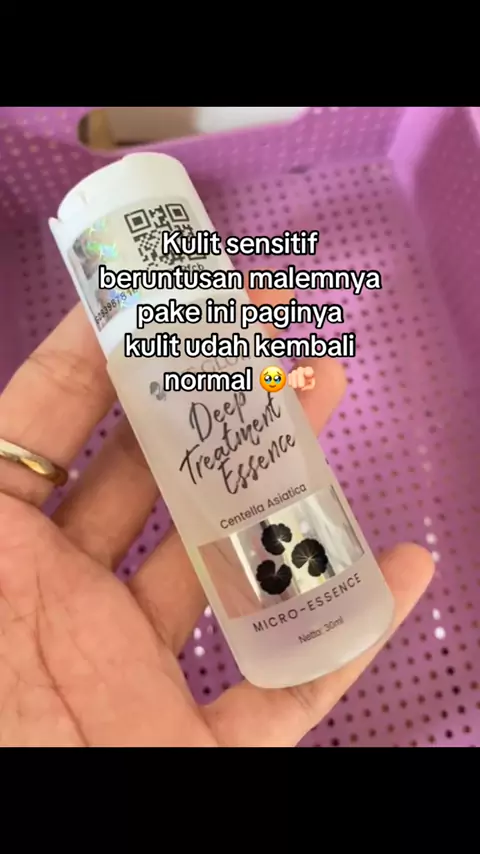 Kulit sensitif
beruntusan malemnya
pake ini paginya
kulit udah kembali
normal 🥹🫵🏻
Deep
Treatment
Essence
Centella Asiatica
MICRO-ESSENCE
Netto: 30ml